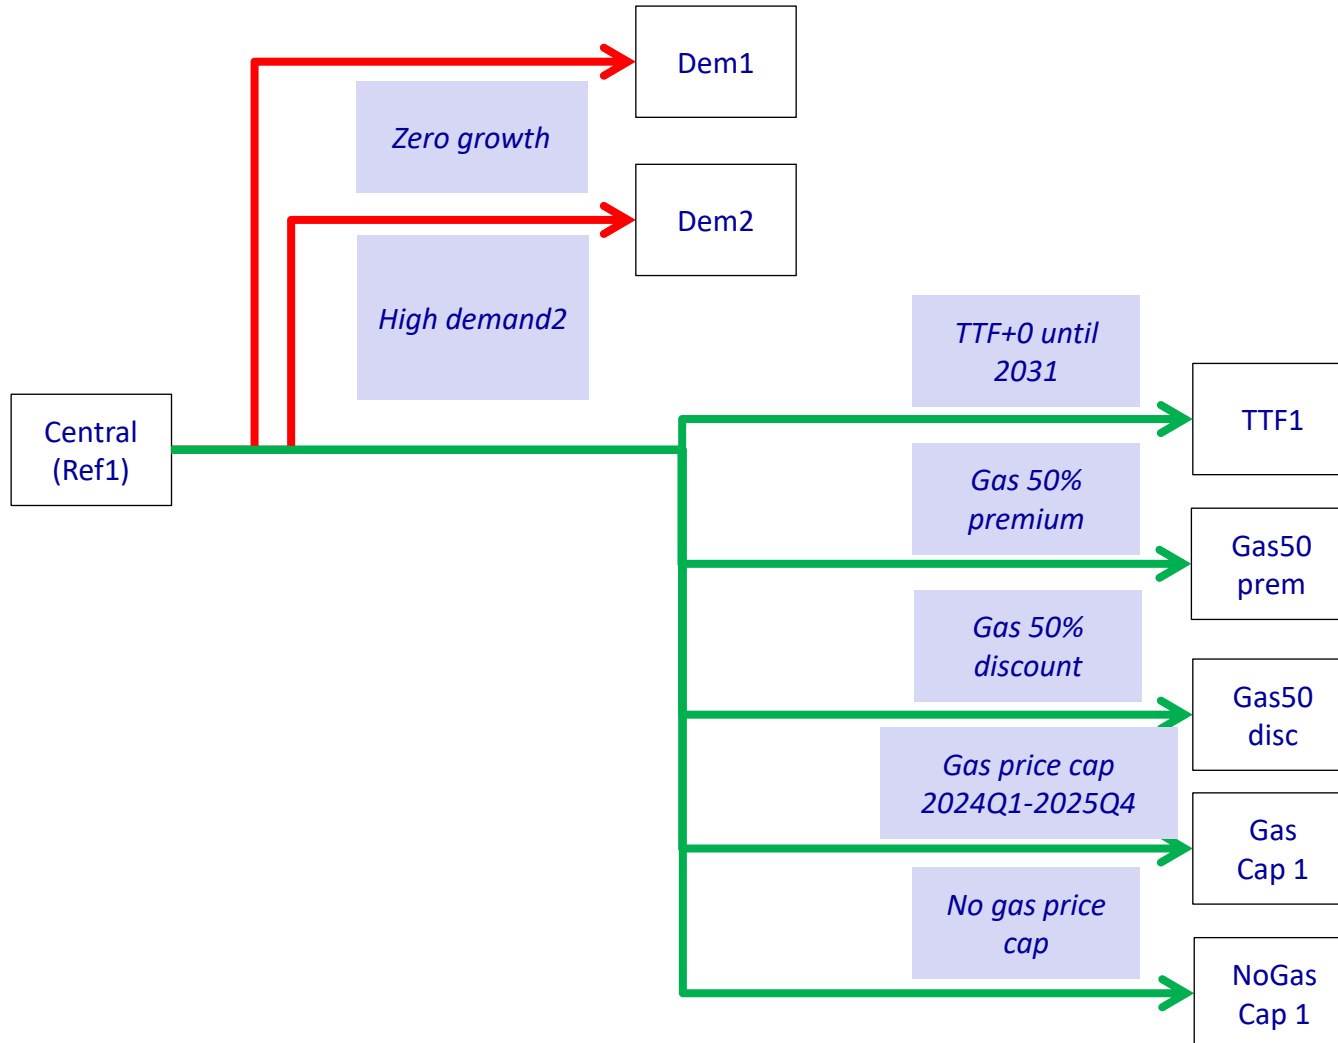 Dem1
Zero growth
Dem2
High demand2
Central
(Ref1)
TTF+0 until
2031
TTF1
Gas 50%
premium
Gas50
prem
Gas 50%
discount
Gas50
disc
Gas price cap
2024Q1-2025Q4
Gas
Cap 1
No gas price
cap
NoGas
Cap 1